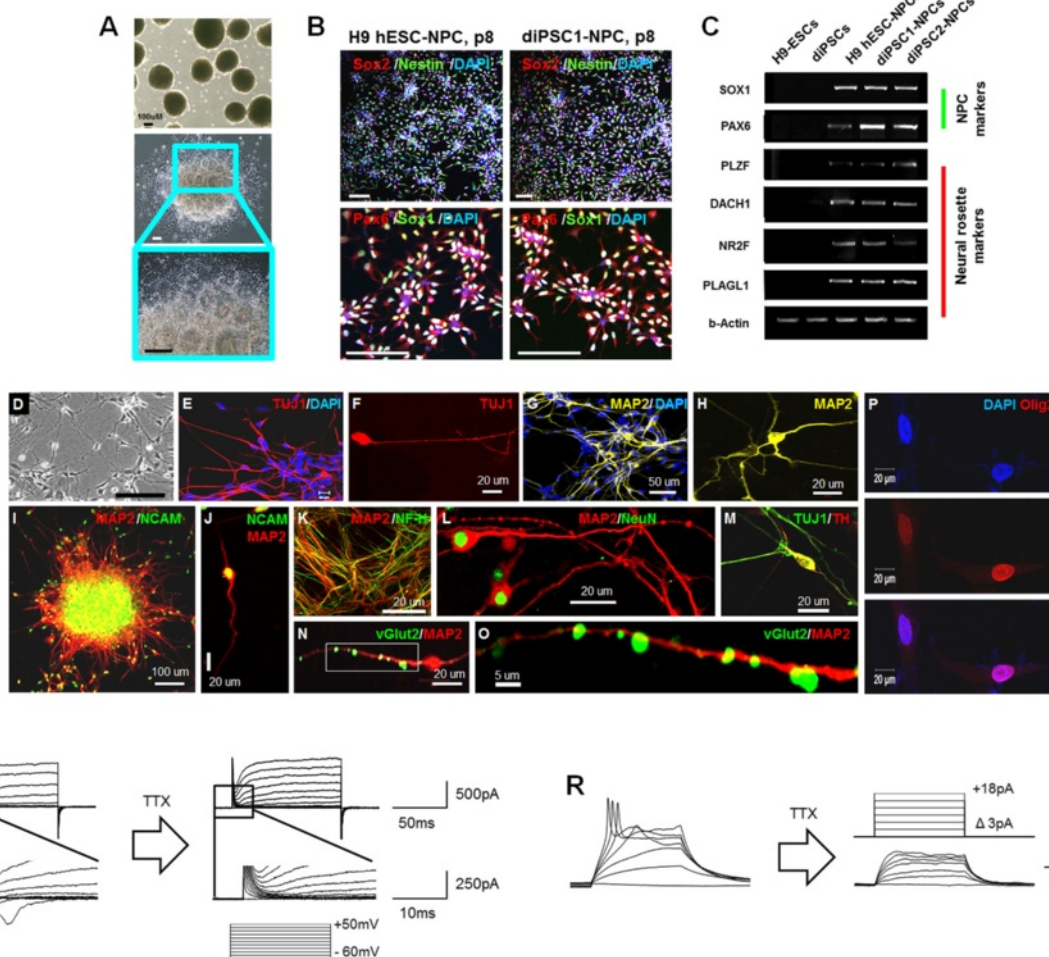 A
100uM
B
H9 hESC-NPC, p8
diPSC1-NPC, p8
Sox2 /Nestin/DAPI
Sox2 /Nestin/DAPI
Pax6 /Sox1 /DAPI
Pax6 /Sox1 /DAPI
C
H9-ESCs
diPSCs
H9 hESC-NPC
diPSC1-NPCs
diPSC2-NPCs
SOX1
PAX6
PLZF
DACH1
NR2F
PLAGL1
b-Actin
NPC
markers
Neural rosette
markers
D
E
TUJ1/DAPI
F
TUJ1
20 um
G
MAP2/DAPI
50 um
H
MAP2
20 um
I
MAP2/NCAM
100 um
J
NCAM
MAP2
20 um
K
MAP2/NF-H
20 um
L
MAP2/NeuN
20 um
M
TUJ1/TH
20 um
N
vGlut2/MAP2
20 um
O
vGlut2/MAP2
5 um
P
DAPI
20 µm
20 µm
20 µm
TTX
500pA
50ms
250pA
10ms
+50mV
- 60mV
R
TTX
+18pA
Δ 3pA